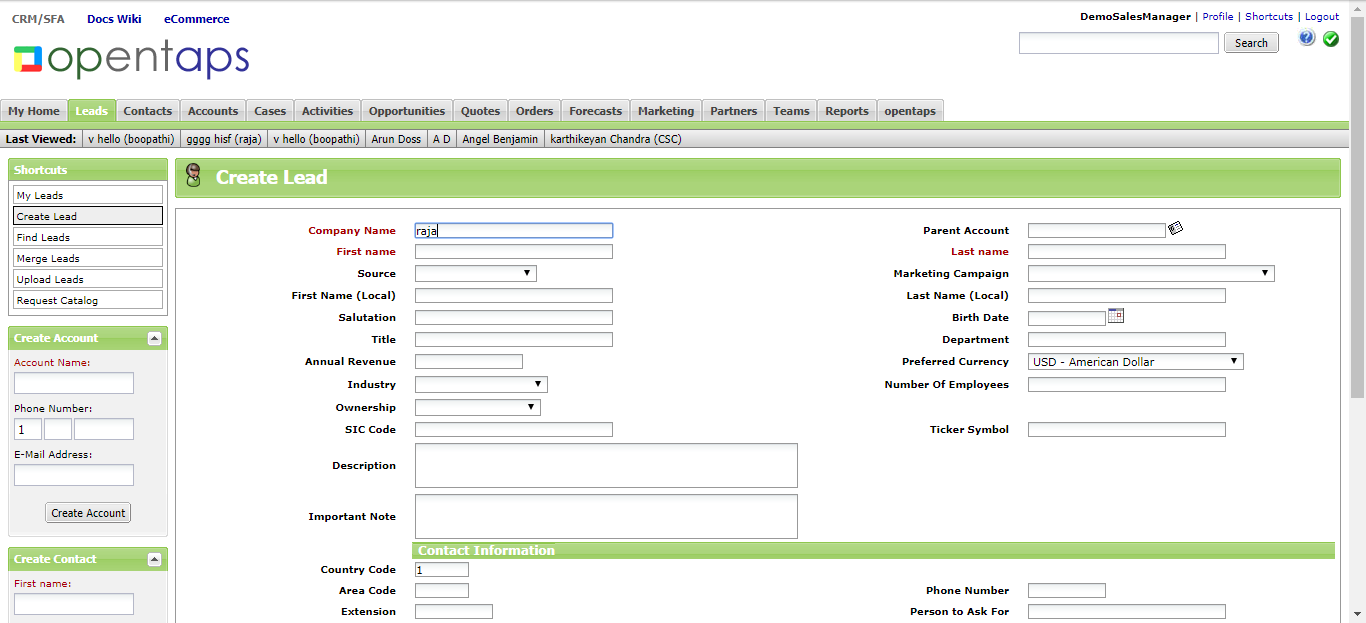 CRM/SFA Docs Wiki eCommerce
DemoSalesManager | Profile | Shortcuts | Logout
opentaps
Search
My Home Leads Contacts Accounts Cases Activities Opportunities Quotes Orders Forecasts Marketing Partners Teams Reports opentaps
Last Viewed: v hello (boopathi) gggg hisf (raja) v hello (boopathi) Arun Doss A D Angel Benjamin karthikeyan Chandra (CSC)
Shortcuts
My Leads
Create Lead
Find Leads
Merge Leads
Upload Leads
Request Catalog
Create Account
Account Name:
Phone Number:
1
E-Mail Address:
Create Account
Create Contact
First name:
Create Lead
Company Name raja Parent Account
First name Last name
Source Marketing Campaign
First Name (Local) Last Name (Local)
Salutation Birth Date
Title Department
Annual Revenue Preferred Currency USD - American Dollar
Industry Number Of Employees
Ownership
SIC Code Ticker Symbol
Description
Important Note
Contact Information
Country Code 1
Area Code Phone Number
Extension Person to Ask For